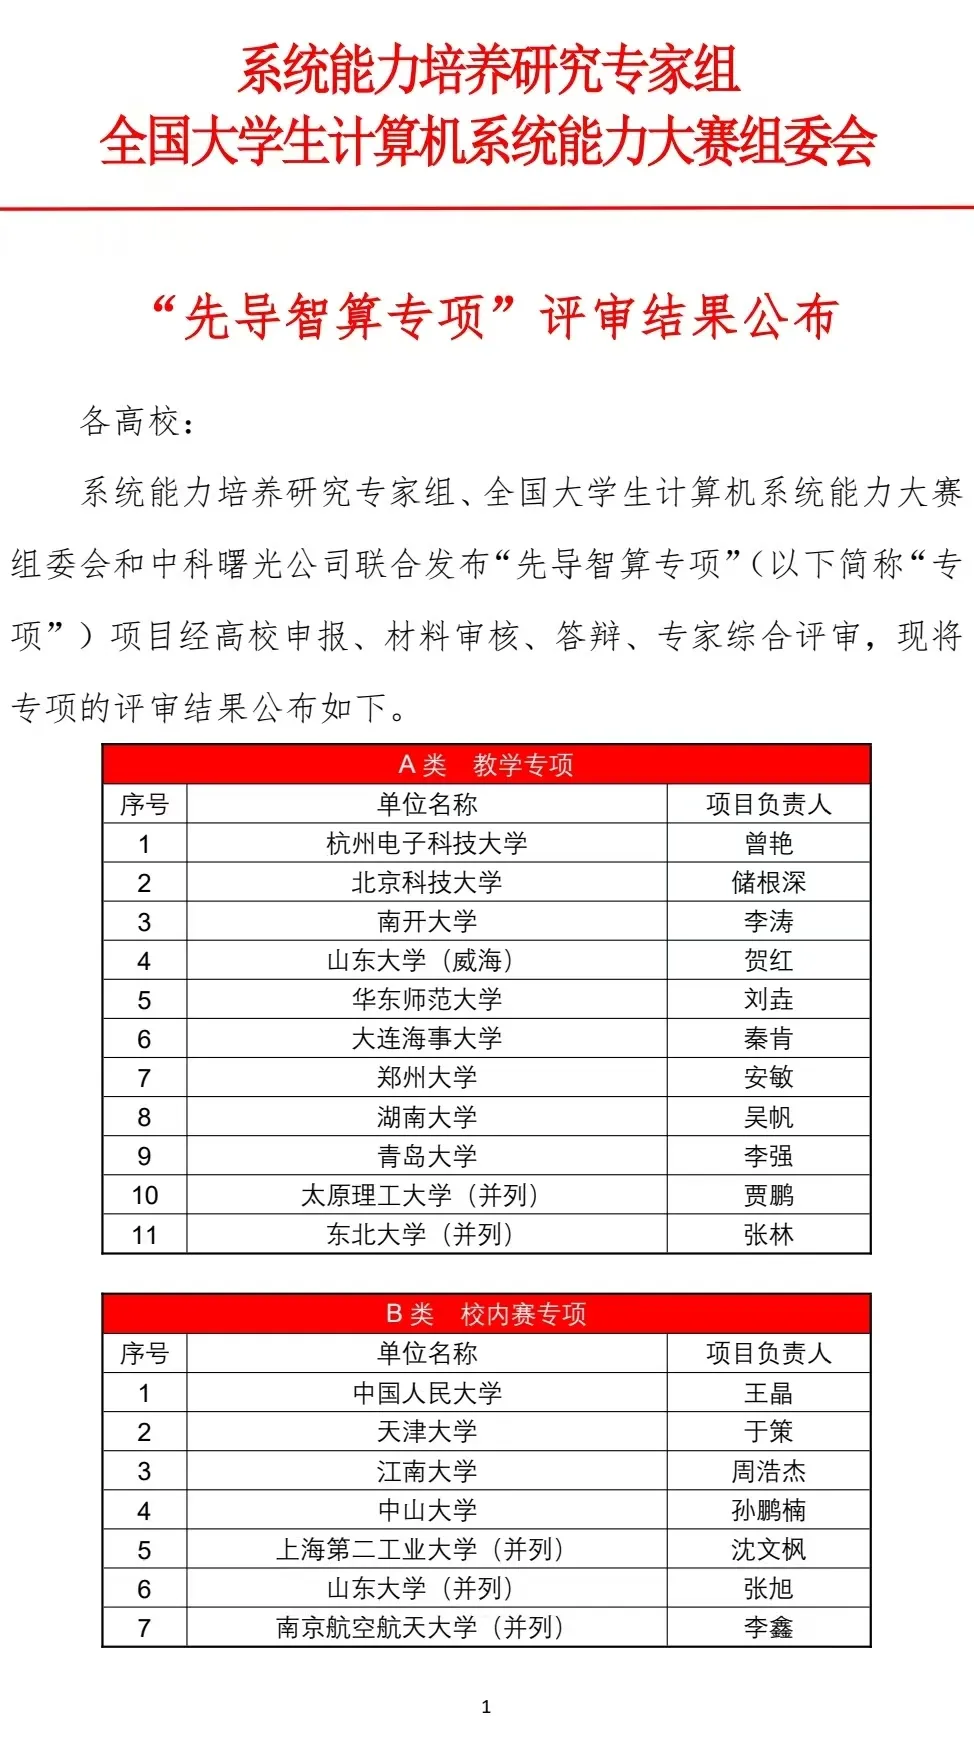 系统能力培养研究专家组
全国大学生计算机系统能力大赛组委会
“先导智算专项”评审结果公布
各高校：
系统能力培养研究专家组、全国大学生计算机系统能力大赛
组委会和中科曙光公司联合发布“先导智算专项”（以下简称“专
项”）项目经高校申报、材料审核、答辩、专家综合评审，现将
专项的评审结果公布如下。
A 类 教学专项
序号 单位名称 项目负责人
1 杭州电子科技大学 曾艳
2 北京科技大学 储根深
3 南开大学 李涛
4 山东大学（威海） 贺红
5 华东师范大学 刘垚
6 大连海事大学 秦肯
7 郑州大学 安敏
8 湖南大学 吴帆
9 青岛大学 李强
10 太原理工大学（并列） 贾鹏
11 东北大学（并列） 张林
B 类 校内赛专项
序号 单位名称 项目负责人
1 中国人民大学 王晶
2 天津大学 于策
3 江南大学 周浩杰
4 中山大学 孙鹏楠
5 上海第二工业大学（并列） 沈文枫
6 山东大学（并列） 张旭
7 南京航空航天大学（并列） 李鑫
1